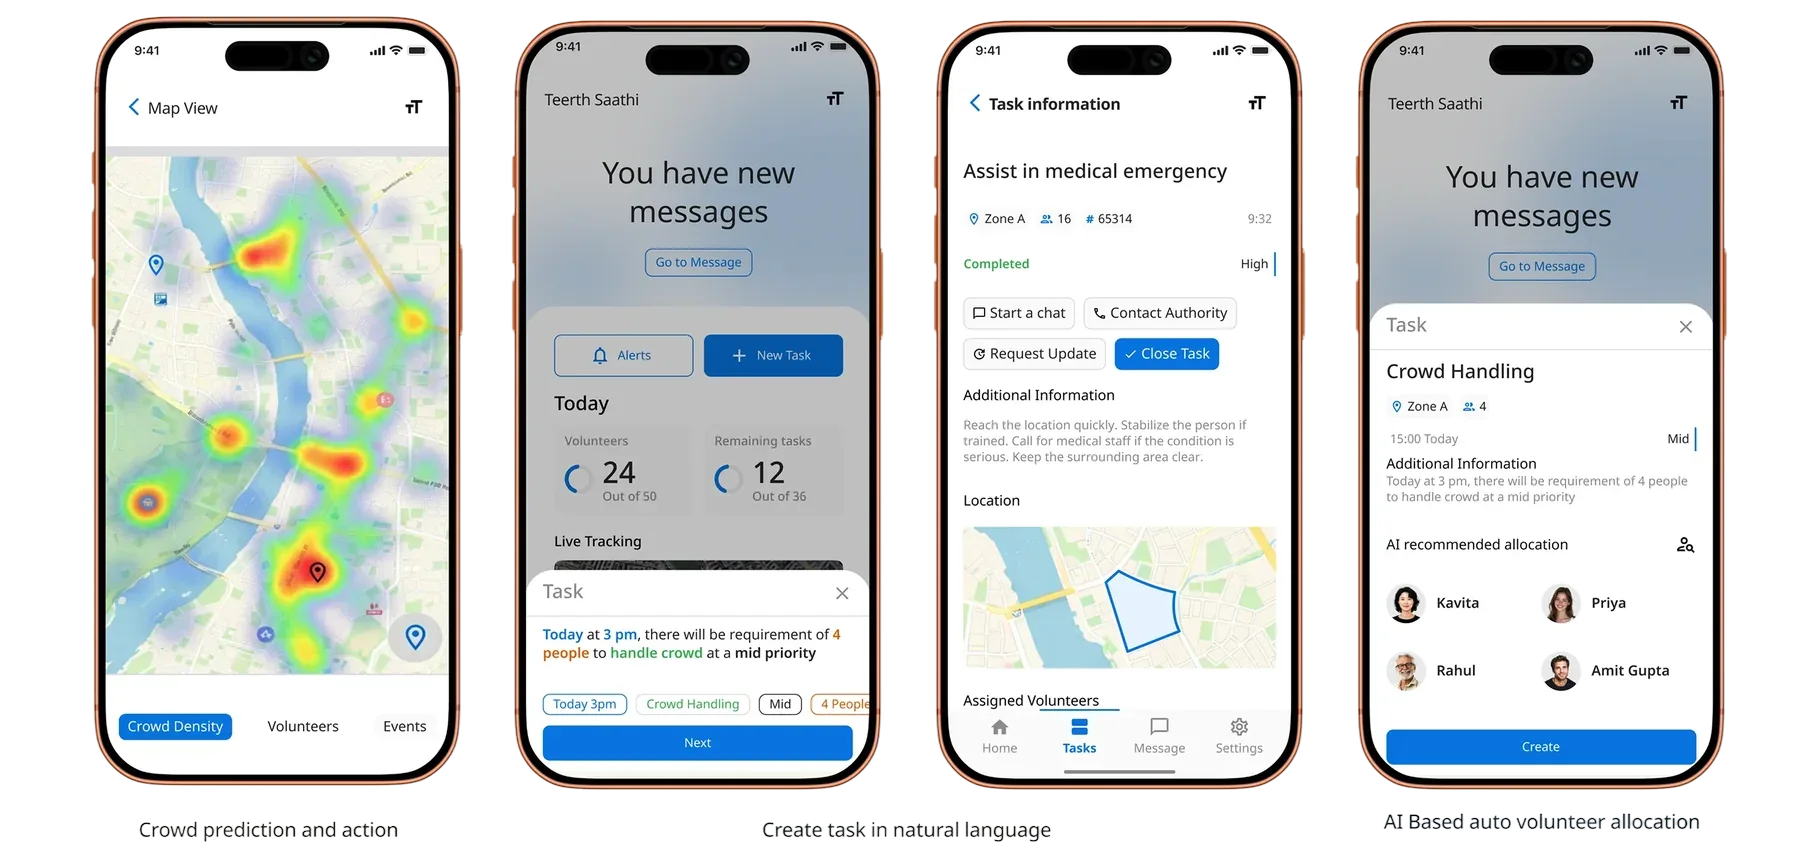 9:41
Map View
Crowd Density
Volunteers
Events
Crowd prediction and action
9:41
Teerth Saathi
You have new
messages
Go to Message
Alerts
New Task
Today
Volunteers
24
Out of 50
Remaining tasks
12
Out of 36
Live Tracking
Task
Today at 3 pm, there will be requirement of 4
people to handle crowd at a mid priority
Today 3pm
Crowd Handling
Mid
4 People
Next
9:41
Task information
Assist in medical emergency
Zone A
16
# 65314
9:32
Completed
High
Start a chat
Contact Authority
Request Update
Close Task
Additional Information
Reach the location quickly. Stabilize the person if
trained. Call for medical staff if the condition is
serious. Keep the surrounding area clear.
Location
Assigned Volunteers
Home
Tasks
Message
Settings
Create task in natural language
9:41
Teerth Saathi
You have new
messages
Go to Message
Task
Crowd Handling
Zone A
4
15:00 Today
Mid
Additional Information
Today at 3 pm, there will be requirement of 4 people
to handle crowd at a mid priority
AI recommended allocation
Kavita
Priya
Rahul
Amit Gupta
Create
AI Based auto volunteer allocation